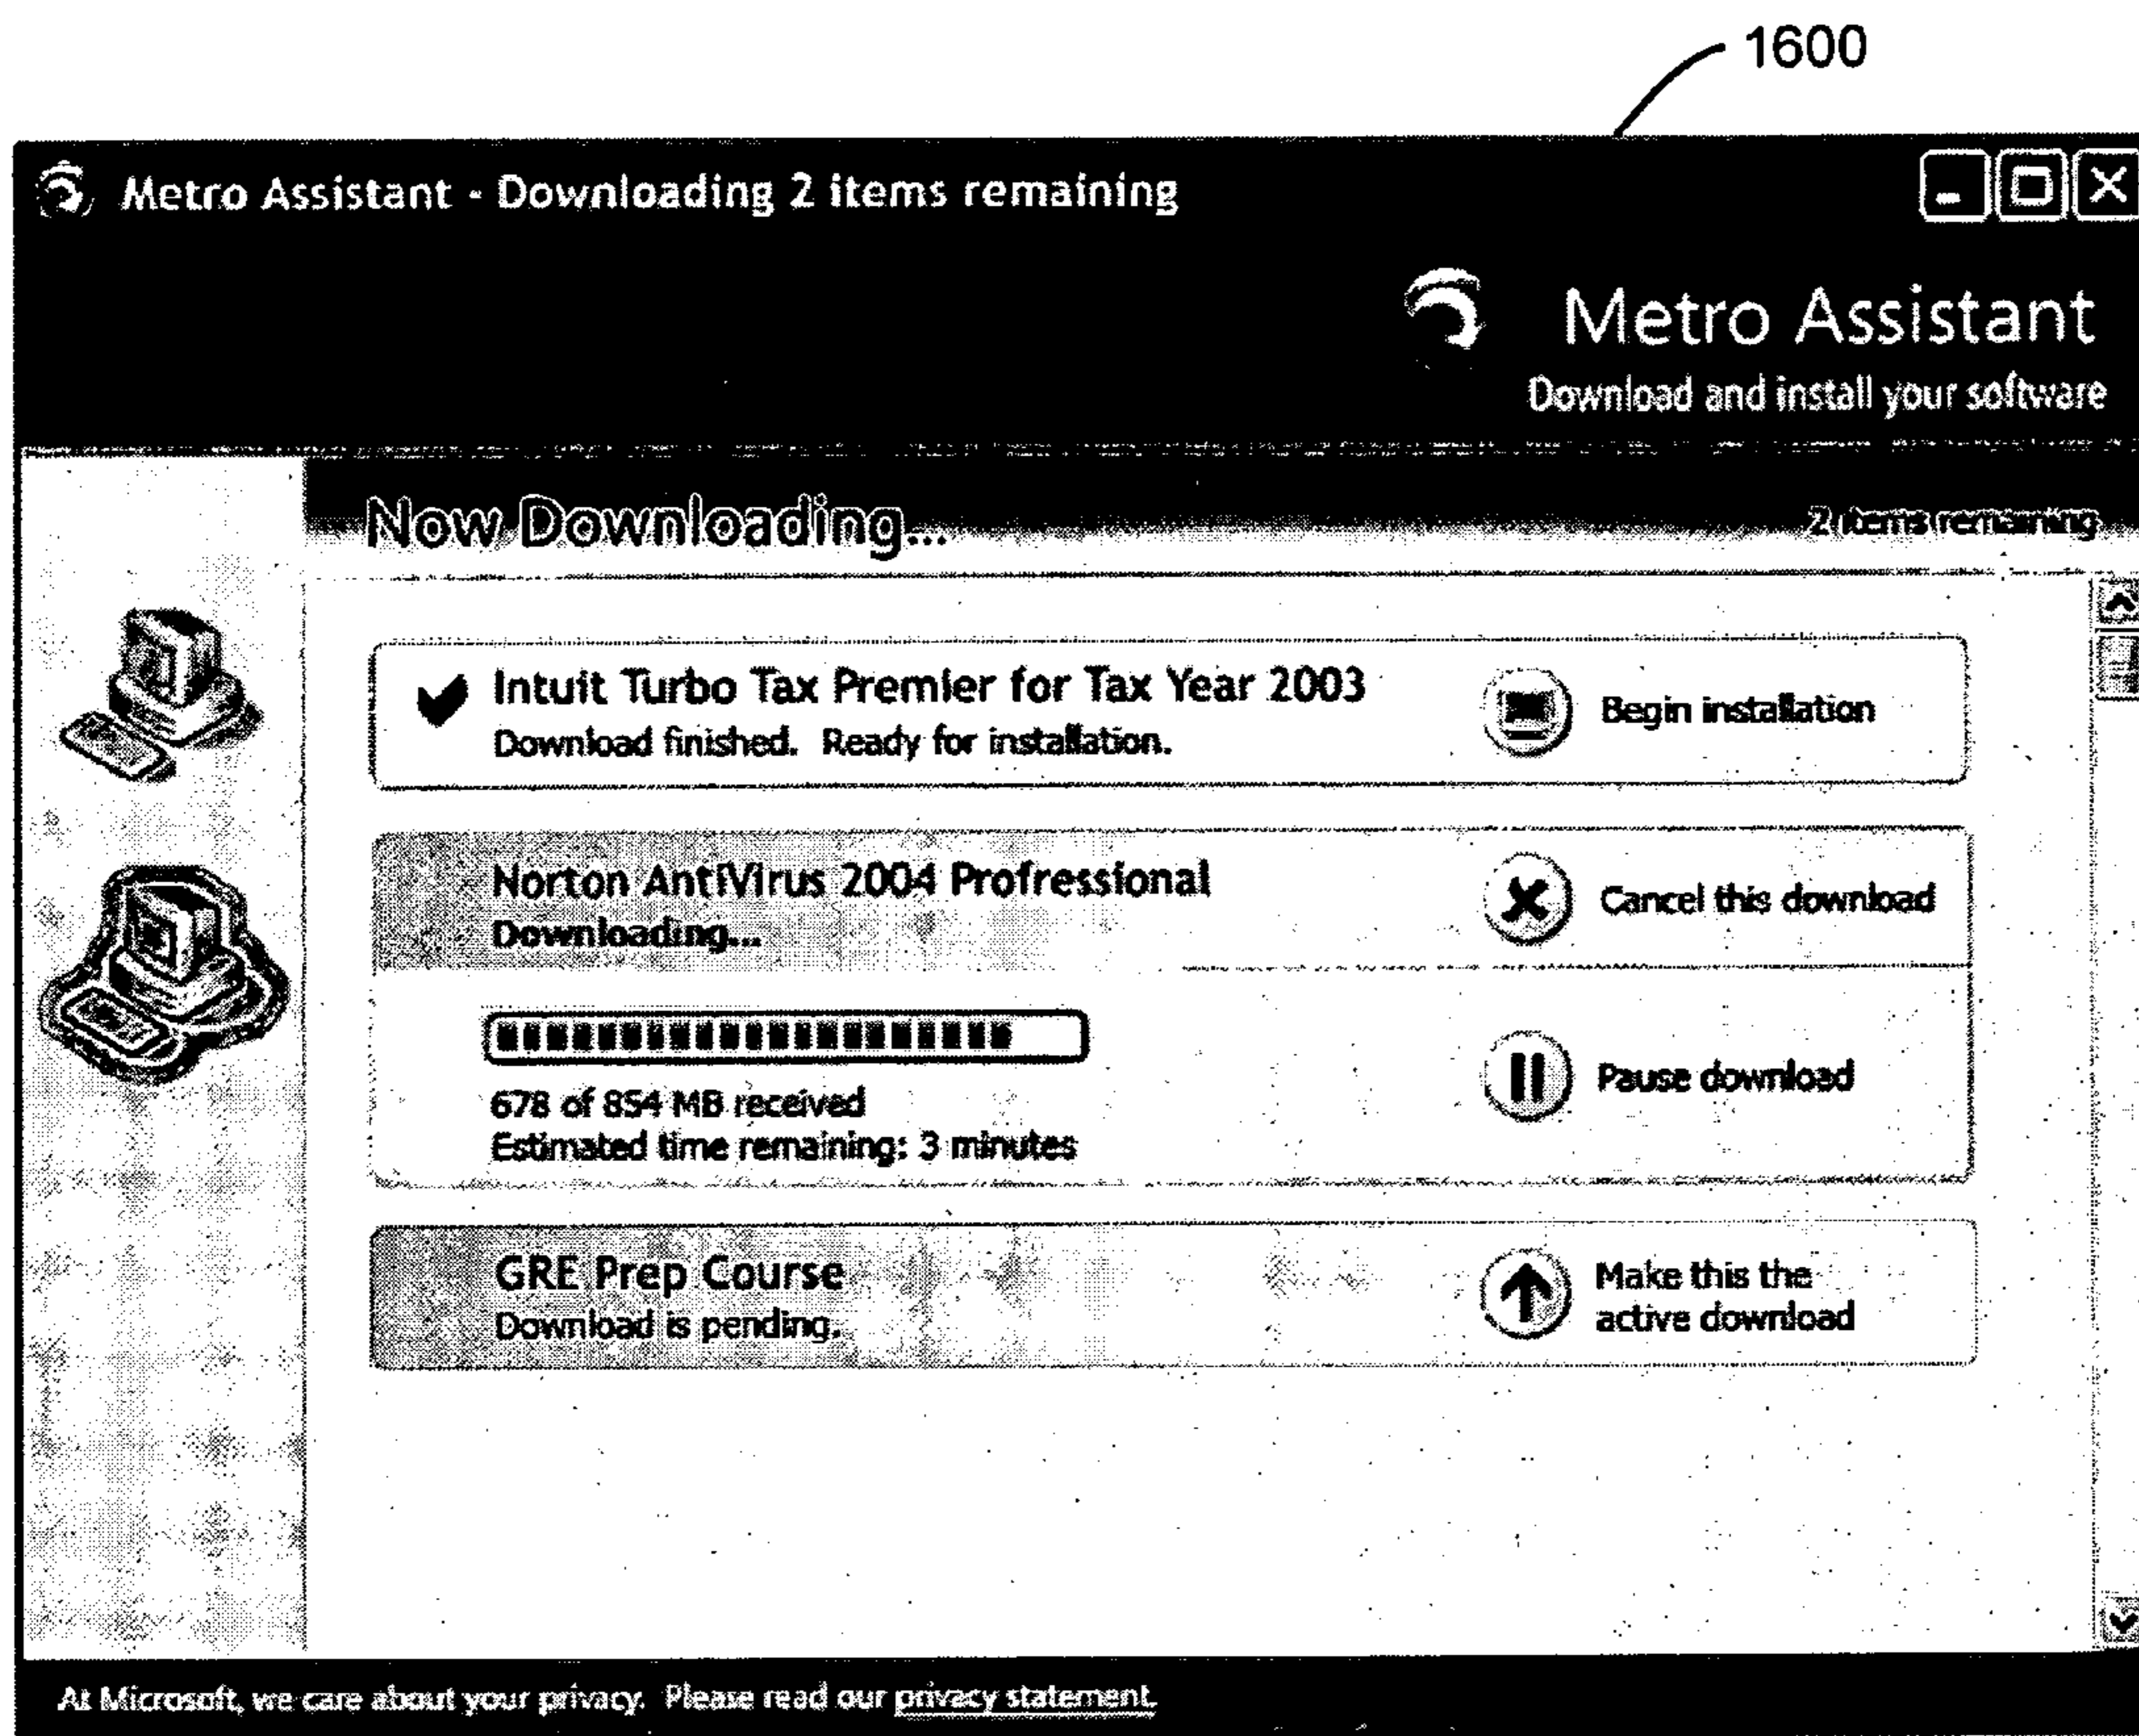 1600
Metro Assistant - Downloading 2 items remaining
Metro Assistant
Download and install your software
Now Downloading...
2 items remaining
Intuit Turbo Tax Premier for Tax Year 2003
Download finished. Ready for installation.
Begin installation
Norton AntiVirus 2004 Profressional
Downloading...
Cancel this download
678 of 854 MB received
Estimated time remaining: 3 minutes
Pause download
GRE Prep Course
Download is pending.
Make this the
active download
At Microsoft, we care about your privacy. Please read our privacy statement.